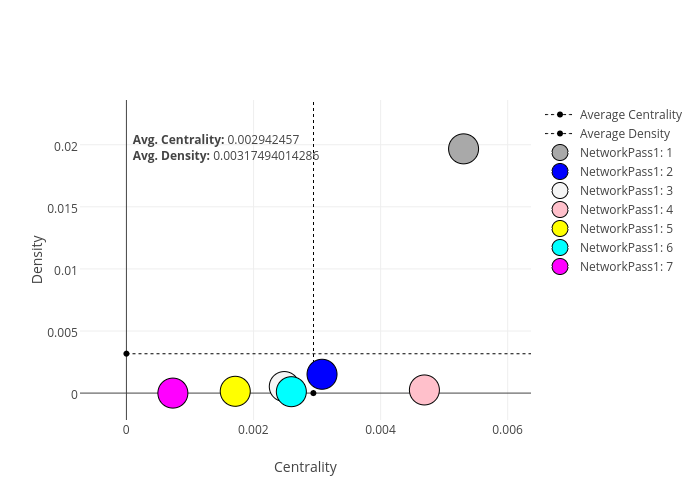 Avg. Centrality: 0.002942457
Avg. Density: 0.00317494014286
0.02
0.015
0.01
0.005
0
Density
0
0.002
0.004
0.006
Centrality
Average Centrality
Average Density
NetworkPass1: 1
NetworkPass1: 2
NetworkPass1: 3
NetworkPass1: 4
NetworkPass1: 5
NetworkPass1: 6
NetworkPass1: 7